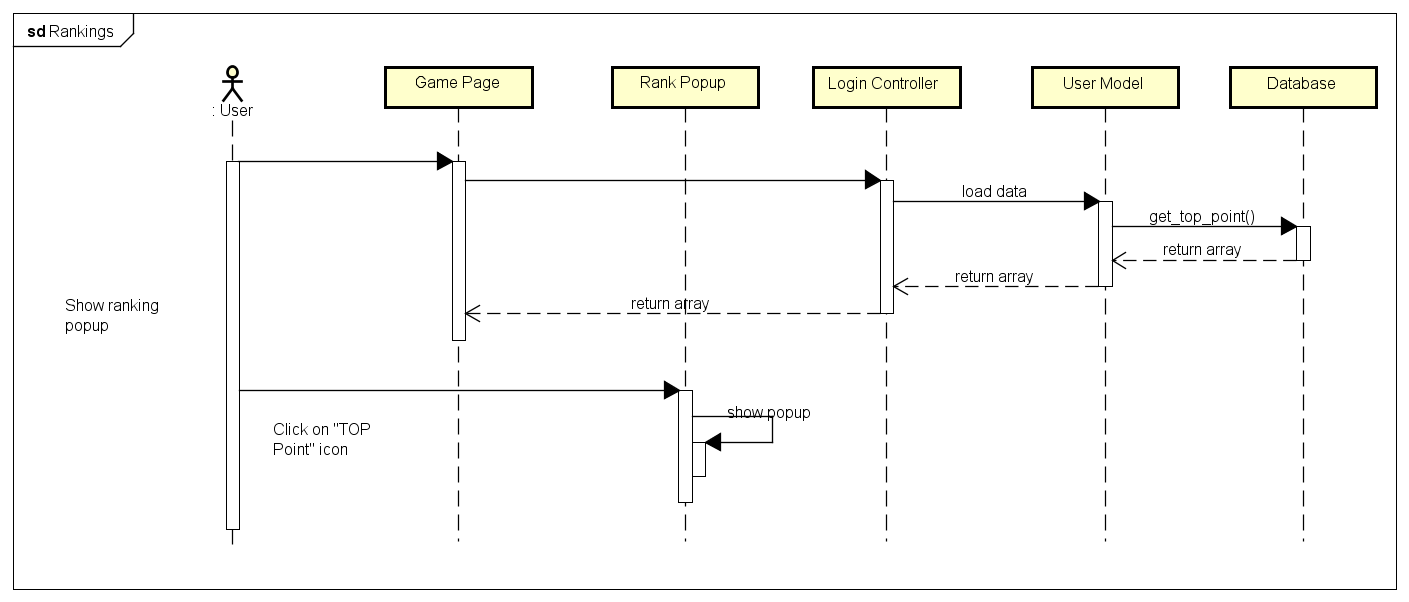 sd Rankings
: User
Game Page
Rank Popup
Login Controller
User Model
Database
load data
get_top_point()
return array
return array
return array
Show ranking
popup
show popup
Click on "TOP
Point" icon